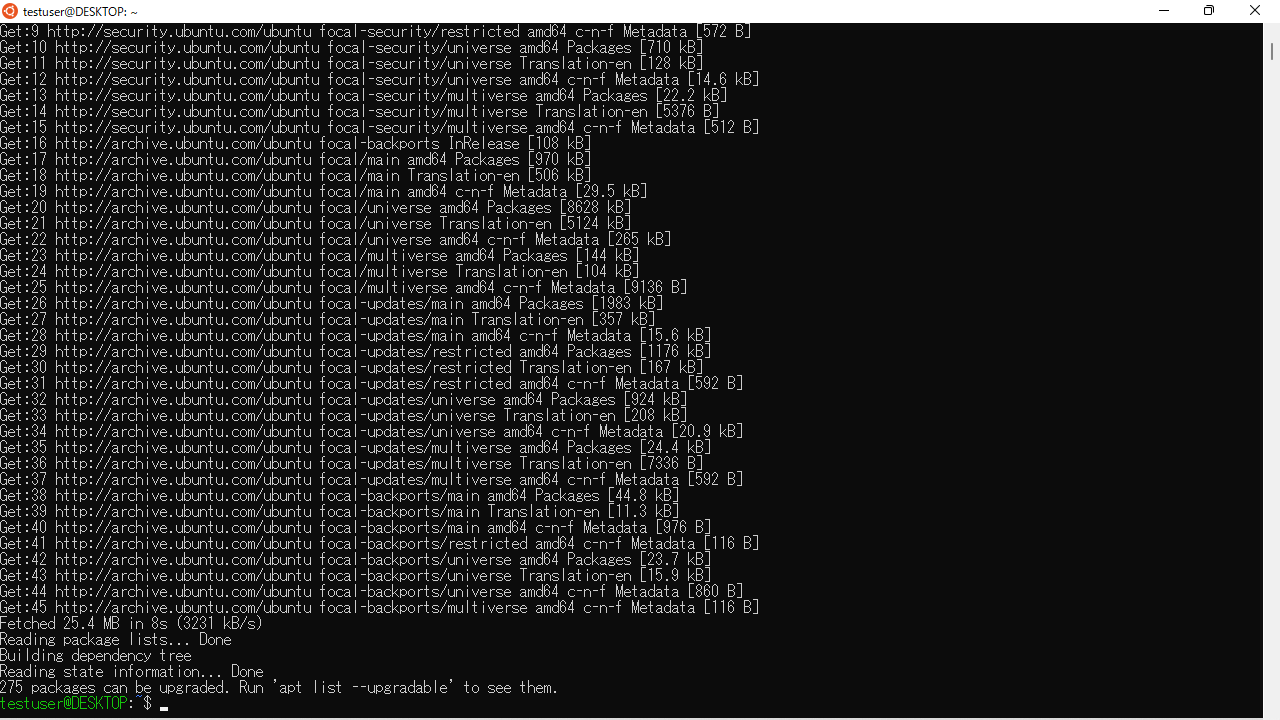 testuser@DESKTOP: ~
Get:9 http://security.ubuntu.com/ubuntu focal-security/restricted amd64 c-n-f Metadata [572 B]
Get:10 http://security.ubuntu.com/ubuntu focal-security/universe amd64 Packages [710 kB]
Get:11 http://security.ubuntu.com/ubuntu focal-security/universe Translation-en [128 kB]
Get:12 http://security.ubuntu.com/ubuntu focal-security/universe amd64 c-n-f Metadata [14.6 kB]
Get:13 http://security.ubuntu.com/ubuntu focal-security/multiverse amd64 Packages [22.2 kB]
Get:14 http://security.ubuntu.com/ubuntu focal-security/multiverse Translation-en [5376 B]
Get:15 http://security.ubuntu.com/ubuntu focal-security/multiverse amd64 c-n-f Metadata [512 B]
Get:16 http://archive.ubuntu.com/ubuntu focal-backports InRelease [108 kB]
Get:17 http://archive.ubuntu.com/ubuntu focal/main amd64 Packages [970 kB]
Get:18 http://archive.ubuntu.com/ubuntu focal/main Translation-en [506 kB]
Get:19 http://archive.ubuntu.com/ubuntu focal/main amd64 c-n-f Metadata [29.5 kB]
Get:20 http://archive.ubuntu.com/ubuntu focal/universe amd64 Packages [8628 kB]
Get:21 http://archive.ubuntu.com/ubuntu focal/universe Translation-en [5124 kB]
Get:22 http://archive.ubuntu.com/ubuntu focal/universe amd64 c-n-f Metadata [265 kB]
Get:23 http://archive.ubuntu.com/ubuntu focal/multiverse amd64 Packages [144 kB]
Get:24 http://archive.ubuntu.com/ubuntu focal/multiverse Translation-en [104 kB]
Get:25 http://archive.ubuntu.com/ubuntu focal/multiverse amd64 c-n-f Metadata [9136 B]
Get:26 http://archive.ubuntu.com/ubuntu focal-updates/main amd64 Packages [1983 kB]
Get:27 http://archive.ubuntu.com/ubuntu focal-updates/main Translation-en [357 kB]
Get:28 http://archive.ubuntu.com/ubuntu focal-updates/main amd64 c-n-f Metadata [15.6 kB]
Get:29 http://archive.ubuntu.com/ubuntu focal-updates/restricted amd64 Packages [1176 kB]
Get:30 http://archive.ubuntu.com/ubuntu focal-updates/restricted Translation-en [167 kB]
Get:31 http://archive.ubuntu.com/ubuntu focal-updates/restricted amd64 c-n-f Metadata [592 B]
Get:32 http://archive.ubuntu.com/ubuntu focal-updates/universe amd64 Packages [924 kB]
Get:33 http://archive.ubuntu.com/ubuntu focal-updates/universe Translation-en [208 kB]
Get:34 http://archive.ubuntu.com/ubuntu focal-updates/universe amd64 c-n-f Metadata [20.9 kB]
Get:35 http://archive.ubuntu.com/ubuntu focal-updates/multiverse amd64 Packages [24.4 kB]
Get:36 http://archive.ubuntu.com/ubuntu focal-updates/multiverse Translation-en [7336 B]
Get:37 http://archive.ubuntu.com/ubuntu focal-updates/multiverse amd64 c-n-f Metadata [592 B]
Get:38 http://archive.ubuntu.com/ubuntu focal-backports/main amd64 Packages [44.8 kB]
Get:39 http://archive.ubuntu.com/ubuntu focal-backports/main Translation-en [11.3 kB]
Get:40 http://archive.ubuntu.com/ubuntu focal-backports/main amd64 c-n-f Metadata [976 B]
Get:41 http://archive.ubuntu.com/ubuntu focal-backports/restricted amd64 c-n-f Metadata [116 B]
Get:42 http://archive.ubuntu.com/ubuntu focal-backports/universe amd64 Packages [23.7 kB]
Get:43 http://archive.ubuntu.com/ubuntu focal-backports/universe Translation-en [15.9 kB]
Get:44 http://archive.ubuntu.com/ubuntu focal-backports/universe amd64 c-n-f Metadata [860 B]
Get:45 http://archive.ubuntu.com/ubuntu focal-backports/multiverse amd64 c-n-f Metadata [116 B]
Fetched 25.4 MB in 8s (3231 kB/s)
Reading package lists... Done
Building dependency tree
Reading state information... Done
275 packages can be upgraded. Run 'apt list --upgradable' to see them.
testuser@DESKTOP:~$